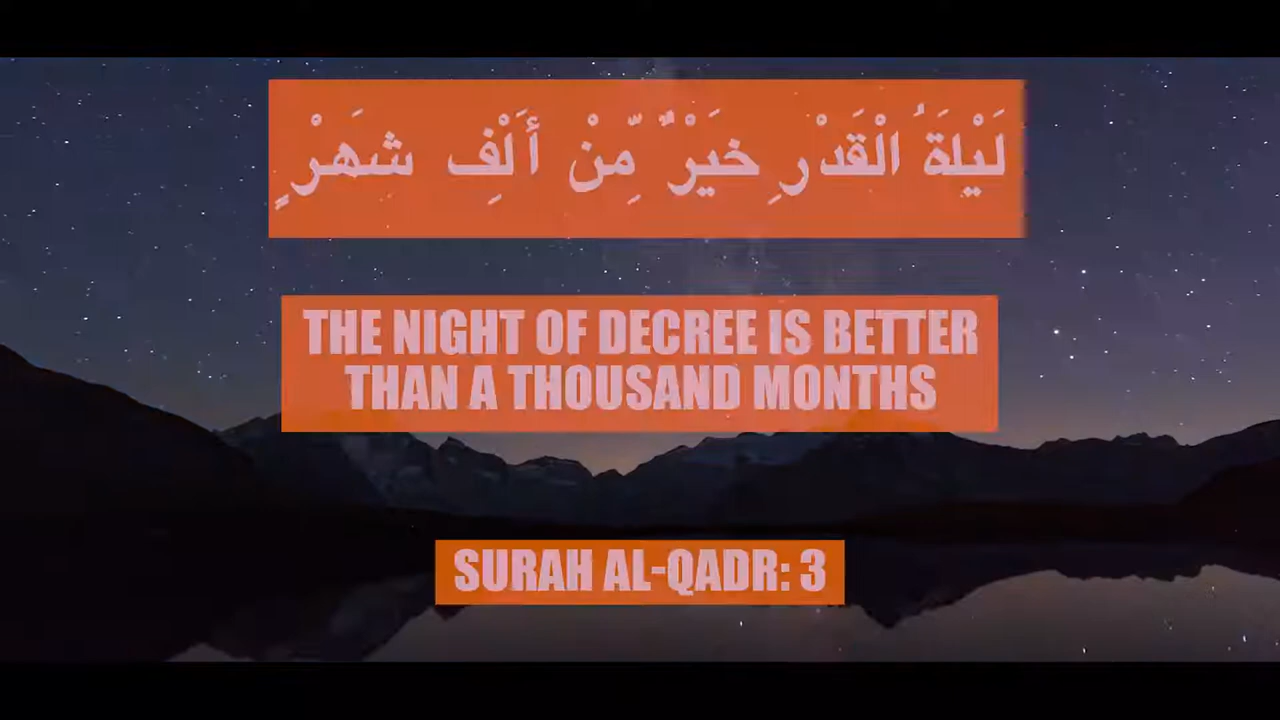 لَيْلَةُ الْقَدْرِ خَيْرٌ مِّنْ أَلْفِ شَهْرٍ
THE NIGHT OF DECREE IS BETTER
THAN A THOUSAND MONTHS
SURAH AL-QADR: 3